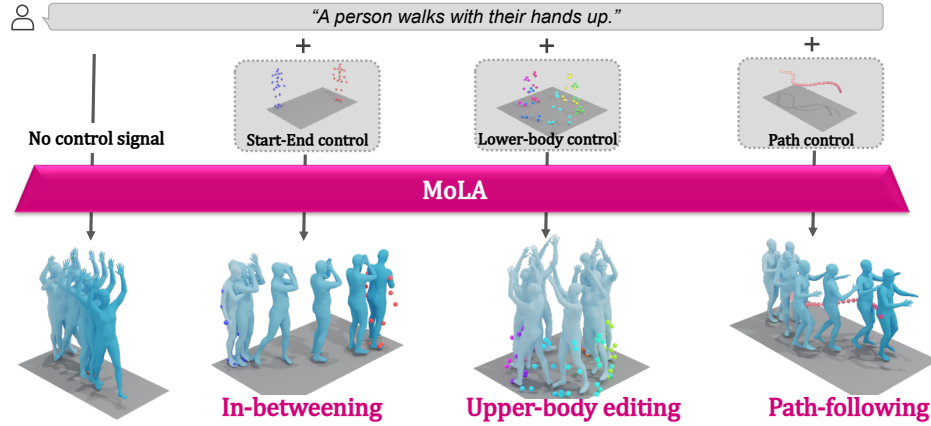 “A person walks with their hands up.”
+ + +
No control signal
Start-End control
Lower-body control
Path control
MoLA
In-betweening
Upper-body editing
Path-following